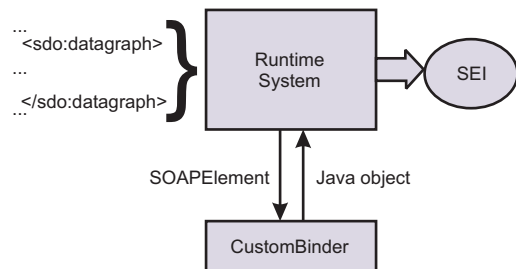 ...
<sdo:datagraph>
...
</sdo:datagraph>
...
Runtime
System
SEI
SOAPElement
Java object
CustomBinder